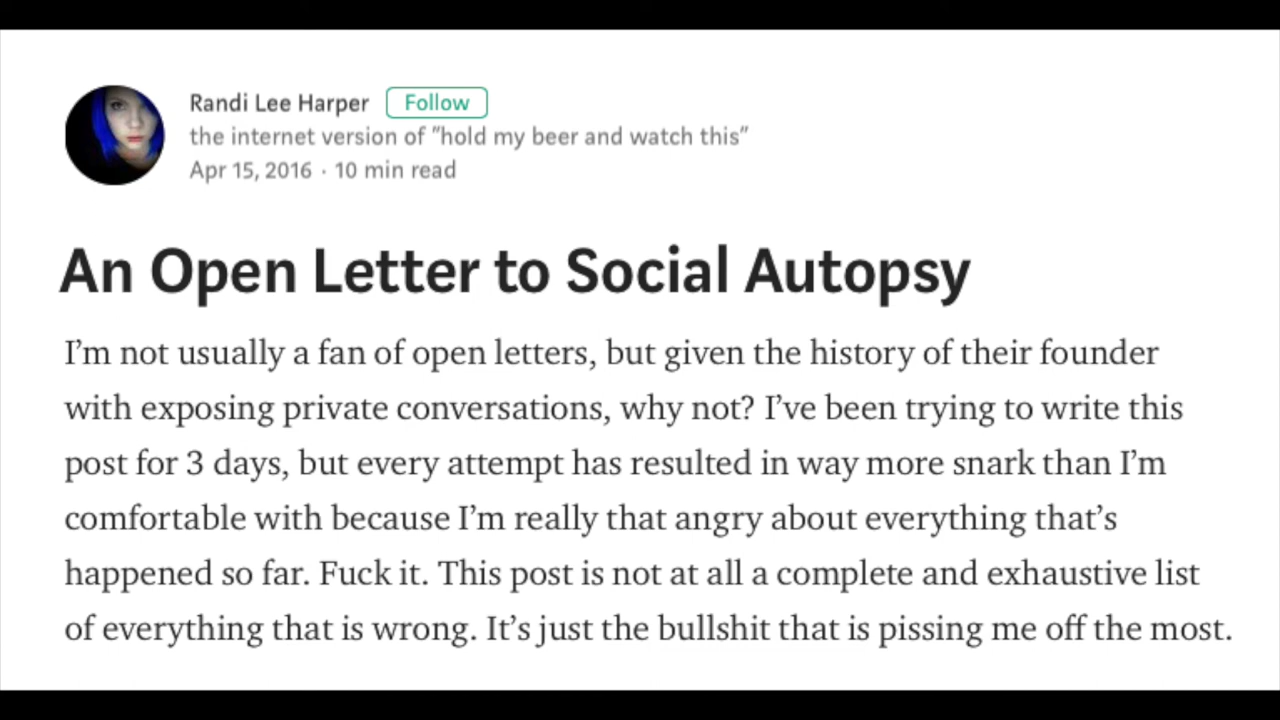 Randi Lee Harper Follow
the internet version of "hold my beer and watch this"
Apr 15, 2016 · 10 min read
An Open Letter to Social Autopsy
I’m not usually a fan of open letters, but given the history of their founder
with exposing private conversations, why not? I’ve been trying to write this
post for 3 days, but every attempt has resulted in way more snark than I’m
comfortable with because I’m really that angry about everything that’s
happened so far. Fuck it. This post is not at all a complete and exhaustive list
of everything that is wrong. It’s just the bullshit that is pissing me off the most.